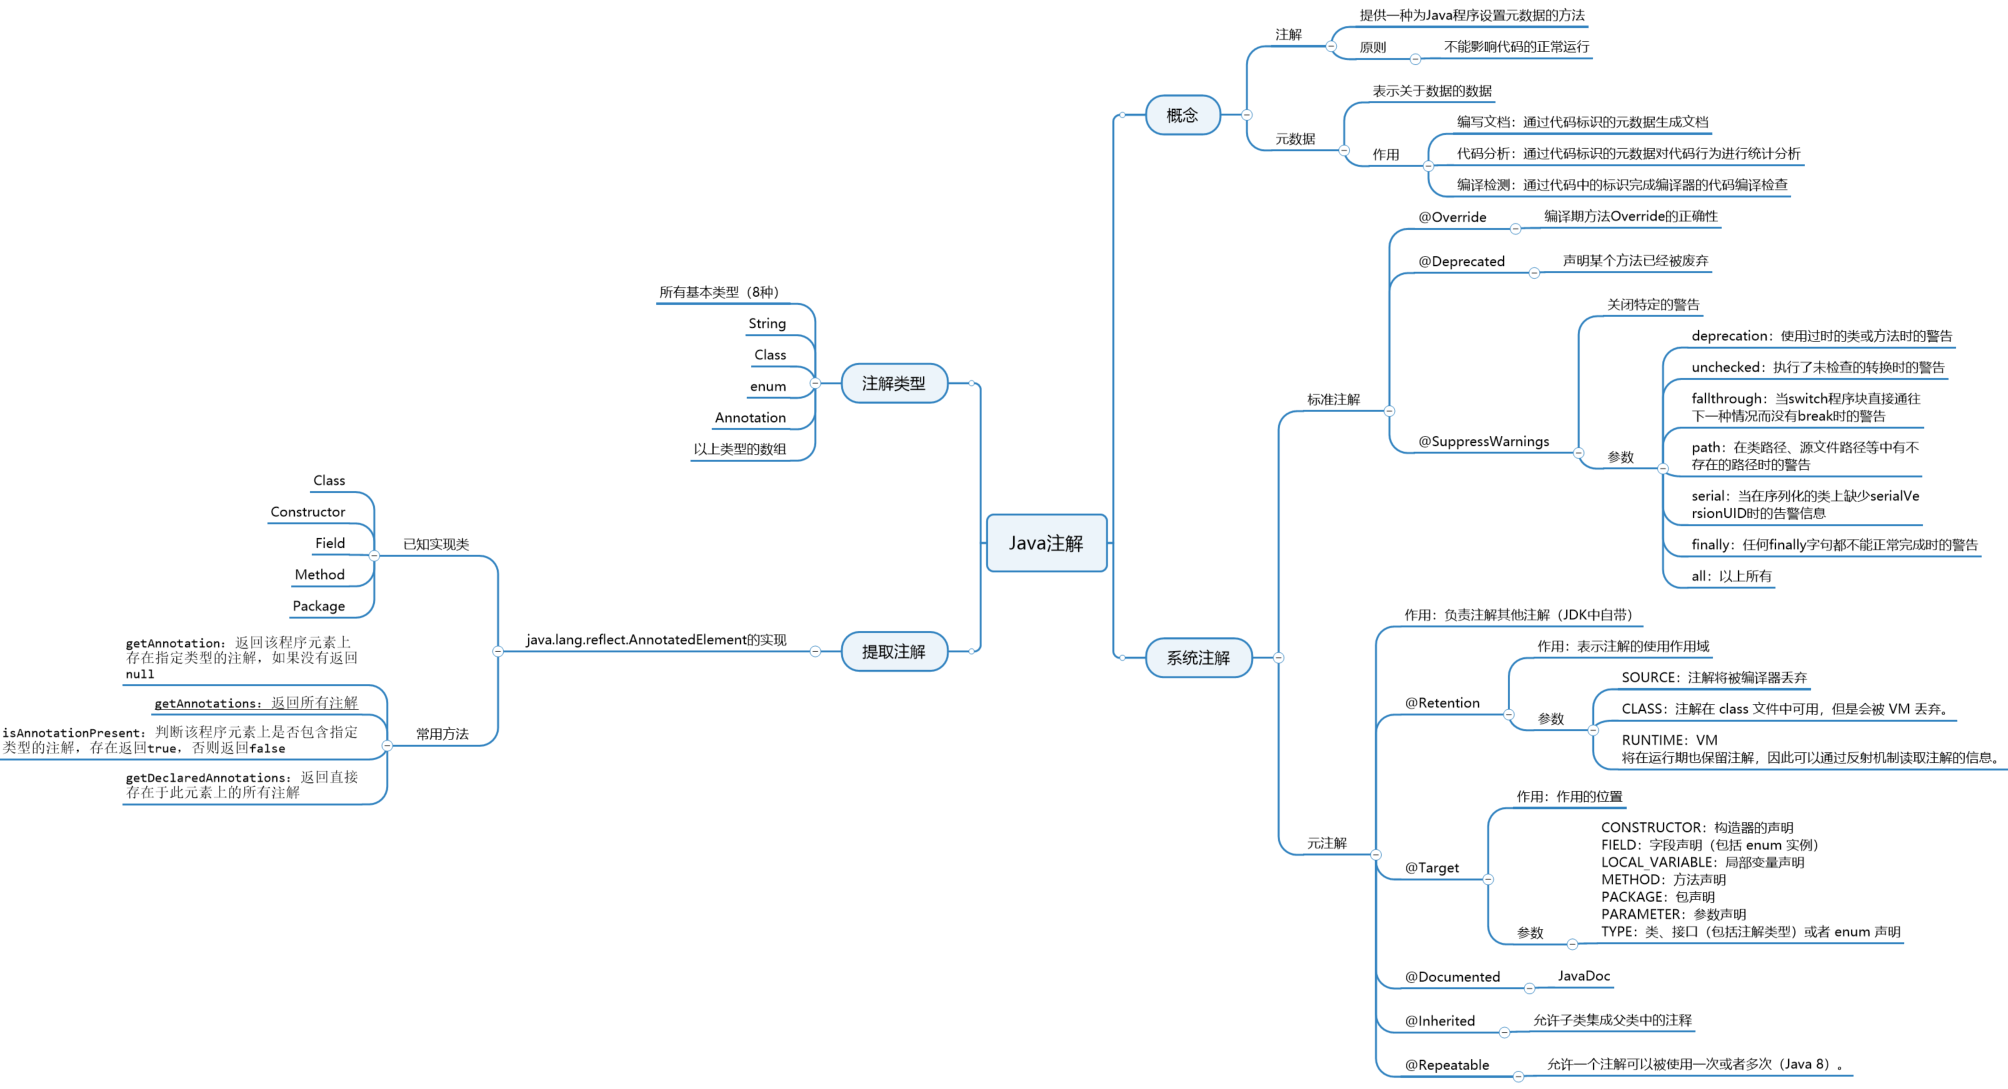 Java注解
概念
注解
提供一种为Java程序设置元数据的方法
原则
不能影响代码的正常运行
元数据
表示关于数据的数据
作用
编写文档：通过代码标识的元数据生成文档
代码分析：通过代码标识的元数据对代码行为进行统计分析
编译检测：通过代码中的标识完成编译器的代码编译检查
系统注解
标准注解
@Override
编译期方法Override的正确性
@Deprecated
声明某个方法已经被废弃
@SuppressWarnings
关闭特定的警告
参数
deprecation：使用过时的类或方法时的警告
unchecked：执行了未检查的转换时的警告
fallthrough：当switch程序块直接通往
下一种情况而没有break时的警告
path：在类路径、源文件路径等中有不
存在的路径时的警告
serial：当在序列化的类上缺少serialVe
rsionUID时的告警信息
finally：任何finally字句都不能正常完成时的警告
all：以上所有
元注解
作用：负责注解其他注解（JDK中自带）
@Retention
作用：表示注解的使用作用域
参数
SOURCE：注解将被编译器丢弃
CLASS：注解在 class 文件中可用，但是会被 VM 丢弃。
RUNTIME：VM
将在运行期也保留注解，因此可以通过反射机制读取注解的信息。
@Target
作用：作用的位置
参数
CONSTRUCTOR：构造器的声明
FIELD：字段声明（包括 enum 实例）
LOCAL_VARIABLE：局部变量声明
METHOD：方法声明
PACKAGE：包声明
PARAMETER：参数声明
TYPE：类、接口（包括注解类型）或者 enum 声明
@Documented
JavaDoc
@Inherited
允许子类集成父类中的注释
@Repeatable
允许一个注解可以被使用一次或者多次（Java 8）。
注解类型
所有基本类型（8种）
String
Class
enum
Annotation
以上类型的数组
提取注解
java.lang.reflect.AnnotatedElement的实现
已知实现类
Class
Constructor
Field
Method
Package
常用方法
getAnnotation：返回该程序元素上
存在指定类型的注解，如果没有返回
null
getAnnotations：返回所有注解
isAnnotationPresent：判断该程序元素上是否包含指定
类型的注解，存在返回true，否则返回false
getDeclaredAnnotations：返回直接
存在于此元素上的所有注解